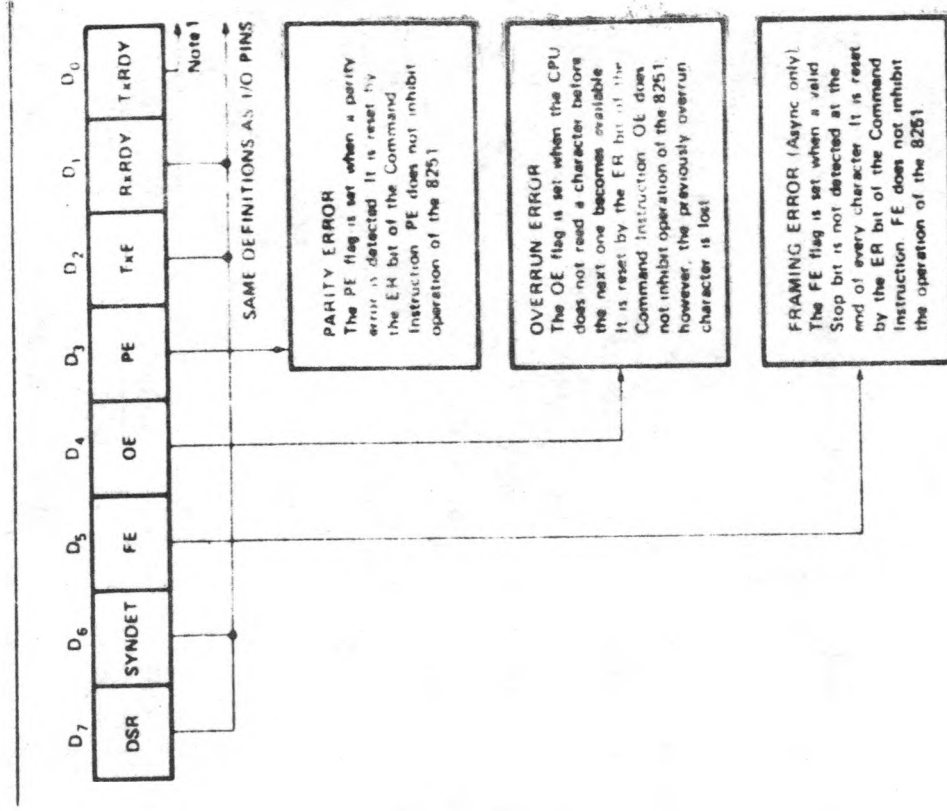 D7 D6 D5 D4 D3 D2 D1 D0
DSR SYNDET FE OE PE TxE RxRDY TxRDY
Note 1
SAME DEFINITIONS AS I/O PINS
PARITY ERROR
The PE flag is set when a parity
error is detected. It is reset by
the ER bit of the Command
Instruction. PE does not inhibit
operation of the 8251
OVERRUN ERROR
The OE flag is set when the CPU
does not read a character before
the next one becomes available
It is reset by the ER bit of the
Command Instruction. OE does
not inhibit operation of the 8251;
however, the previously overrun
character is lost
FRAMING ERROR (Async only)
The FE flag is set when a valid
Stop bit is not detected at the
end of every character. It is reset
by the ER bit of the Command
Instruction. FE does not inhibit
the operation of the 8251